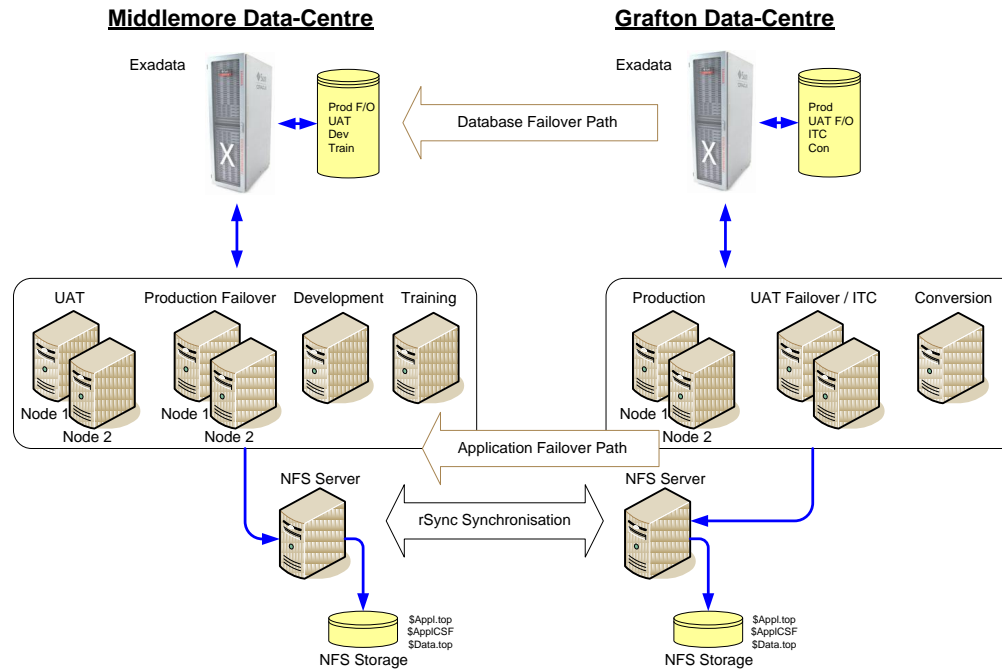 Middlemore Data-Centre
Grafton Data-Centre
Exadata
Prod F/O
UAT
Dev
Train
Database Failover Path
Exadata
Prod
UAT F/O
ITC
Con
X
X
UAT
Production Failover
Development
Training
Node 1
Node 2
Node 1
Node 2
Production
UAT Failover / ITC
Conversion
Node 1
Node 2
Application Failover Path
NFS Server
rSync Synchronisation
NFS Server
$Appl.top
$ApplCSF
$Data.top
NFS Storage
$Appl.top
$ApplCSF
$Data.top
NFS Storage